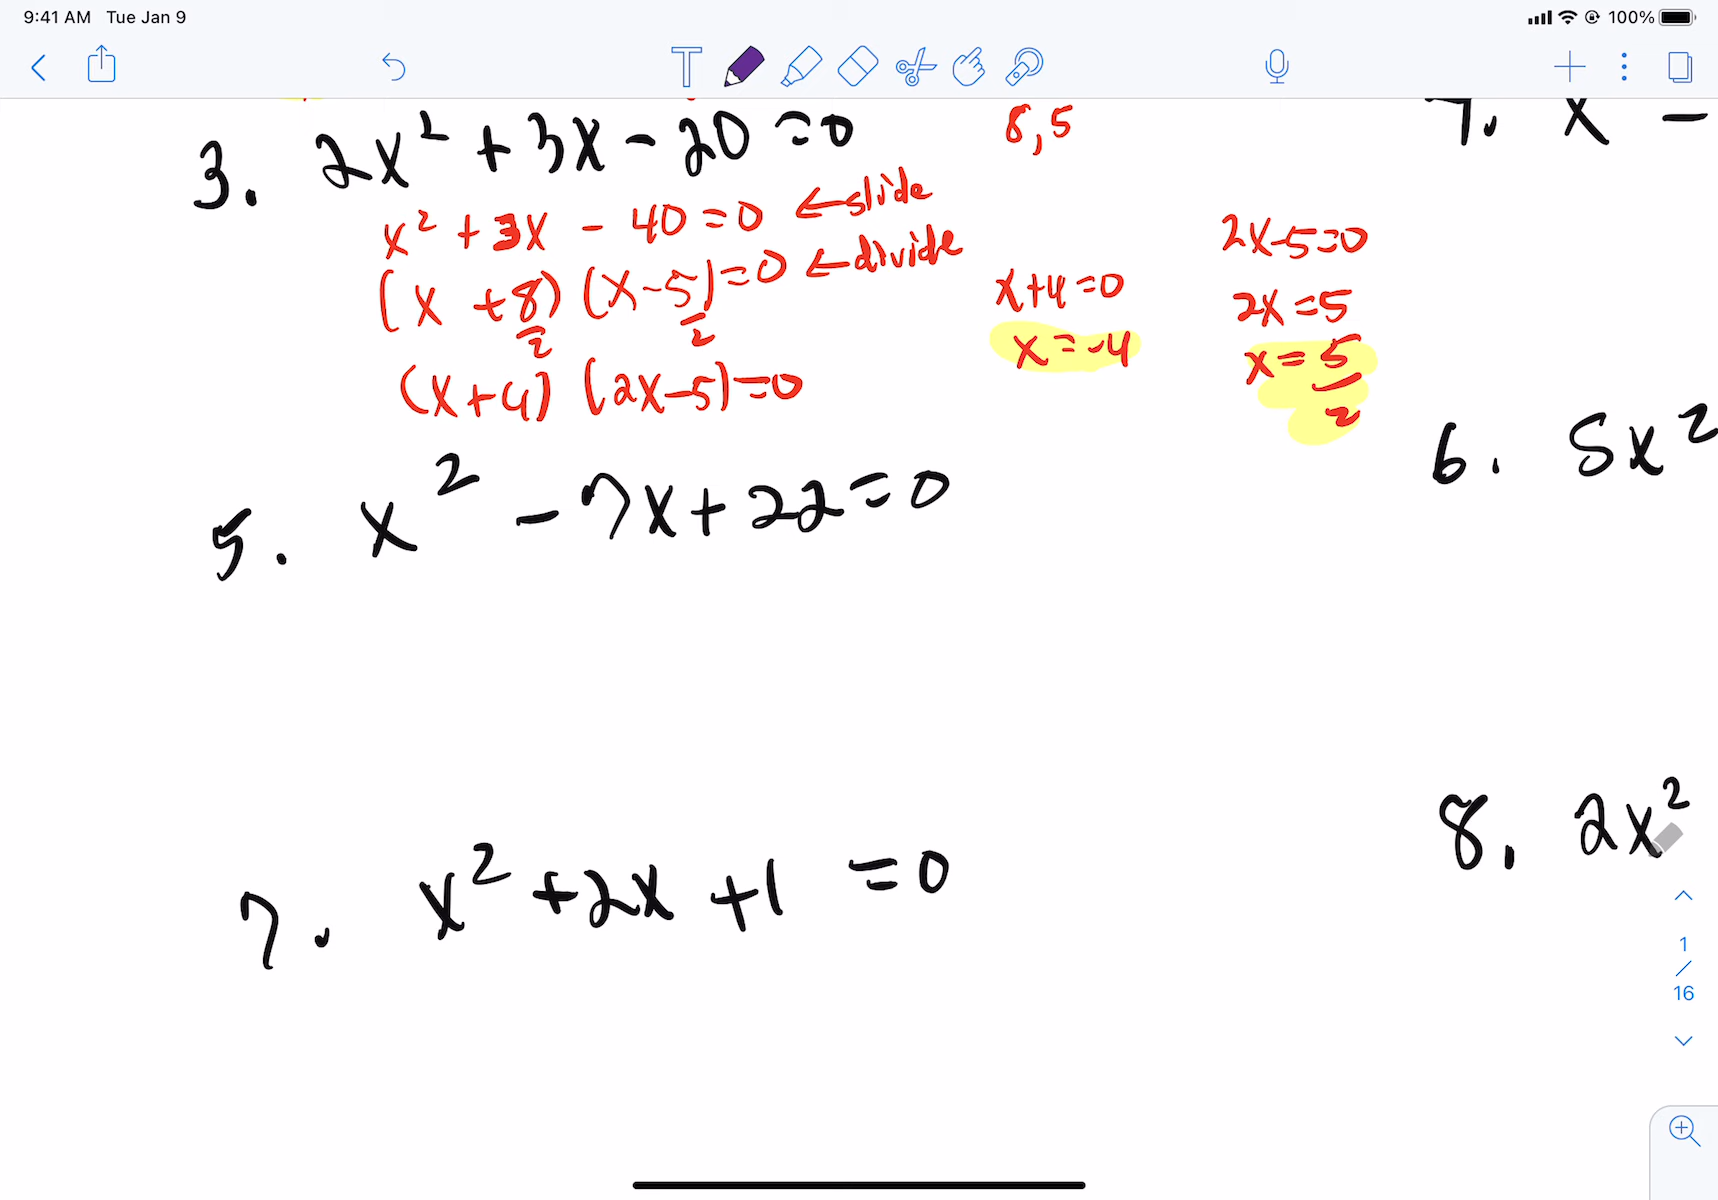 9:41 AM Tue Jan 9
100%
3. 2x² + 3x - 20 = 0
8, 5
7. x -
x² + 3x - 40 = 0 ← slide
(x + 8/2)(x - 5/2) = 0 ← divide
(x + 4)(2x - 5) = 0
x + 4 = 0
x = -4
2x - 5 = 0
2x = 5
x = 5/2
5. x² - 7x + 22 = 0
6. 5x²
7. x² + 2x + 1 = 0
8. 2x²
1
/
16